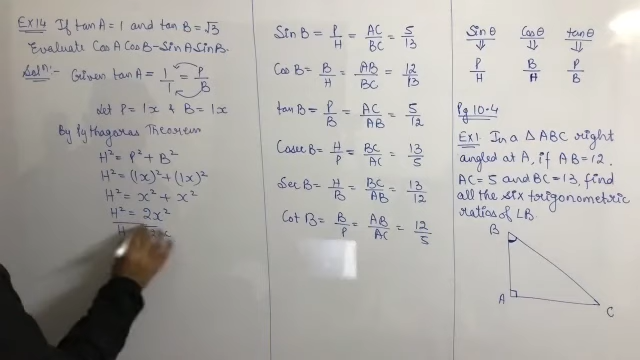 Ex 14 If tan A = 1 and tan B = √3
Evaluate Cos A Cos B - Sin A Sin B.
Solⁿ:- Given tan A = 1/1 = P/B
Let P = 1x & B = 1x
By Pythagoras Theorem
H² = P² + B²
H² = (1x)² + (1x)²
H² = x² + x²
H² = 2x²
Sin B = P/H = AC/BC = 5/13
Cos B = B/H = AB/BC = 12/13
tan B = P/B = AC/AB = 5/12
Cosec B = H/P = BC/AC = 13/5
Sec B = H/B = BC/AB = 13/12
Cot B = B/P = AB/AC = 12/5
Sinθ Cosθ tanθ
⇓ ⇓ ⇓
P/H B/H P/B
Pg 10.4
Ex 1 In a Δ ABC right
angled at A, if AB = 12,
AC = 5 and BC = 13, find
all the six trigonometric
ratios of ∠B.
B
A
C